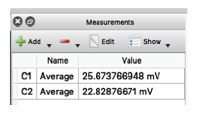 Measurements
Add Edit Show
Name Value
C1 Average 25.673766948 mV
C2 Average 22.82876671 mV